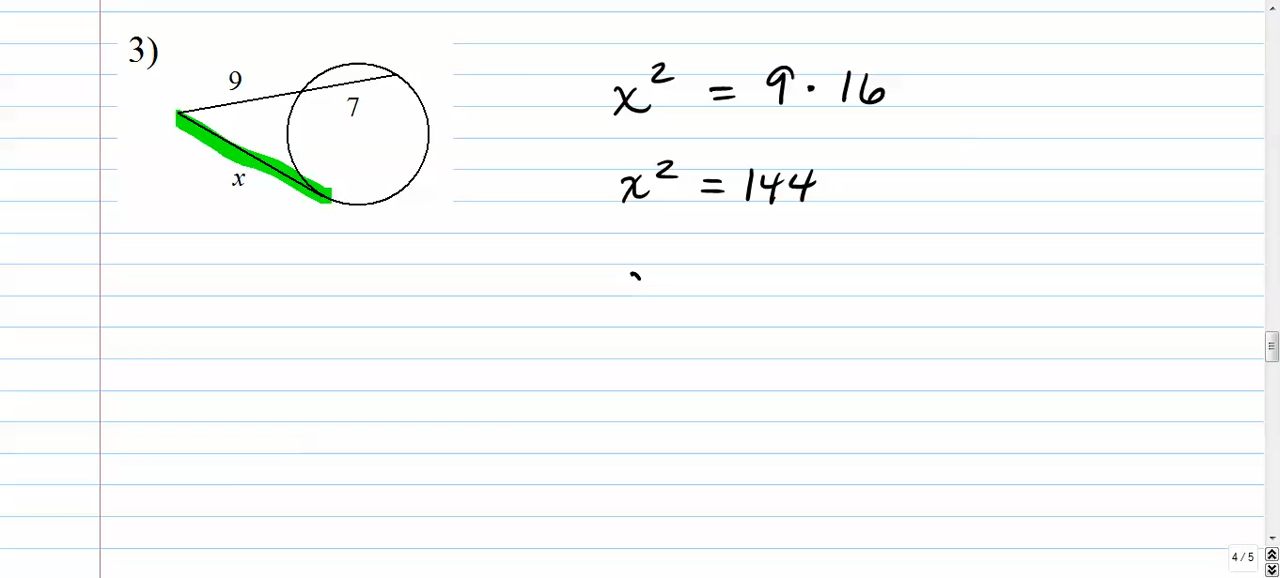 3)
9
7
x
x² = 9 · 16
x² = 144
4 / 5